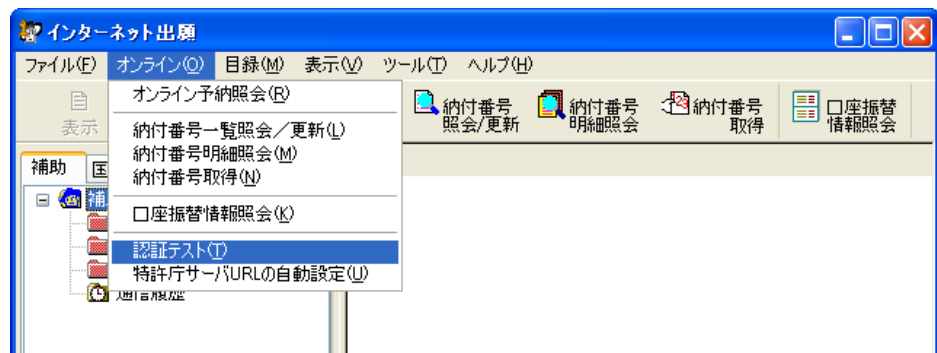 インターネット出願
ファイル(F) オンライン(O) 目録(M) 表示(V) ツール(T) ヘルプ(H)
表示
オンライン予納照会(R)
納付番号一覧照会／更新(L)
納付番号明細照会(M)
納付番号取得(N)
口座振替情報照会(K)
認証テスト(T)
特許庁サーバURLの自動設定(U)
納付番号
照会/更新
納付番号
明細照会
納付番号
取得
口座振替
情報照会
補助 国
補
通信履歴